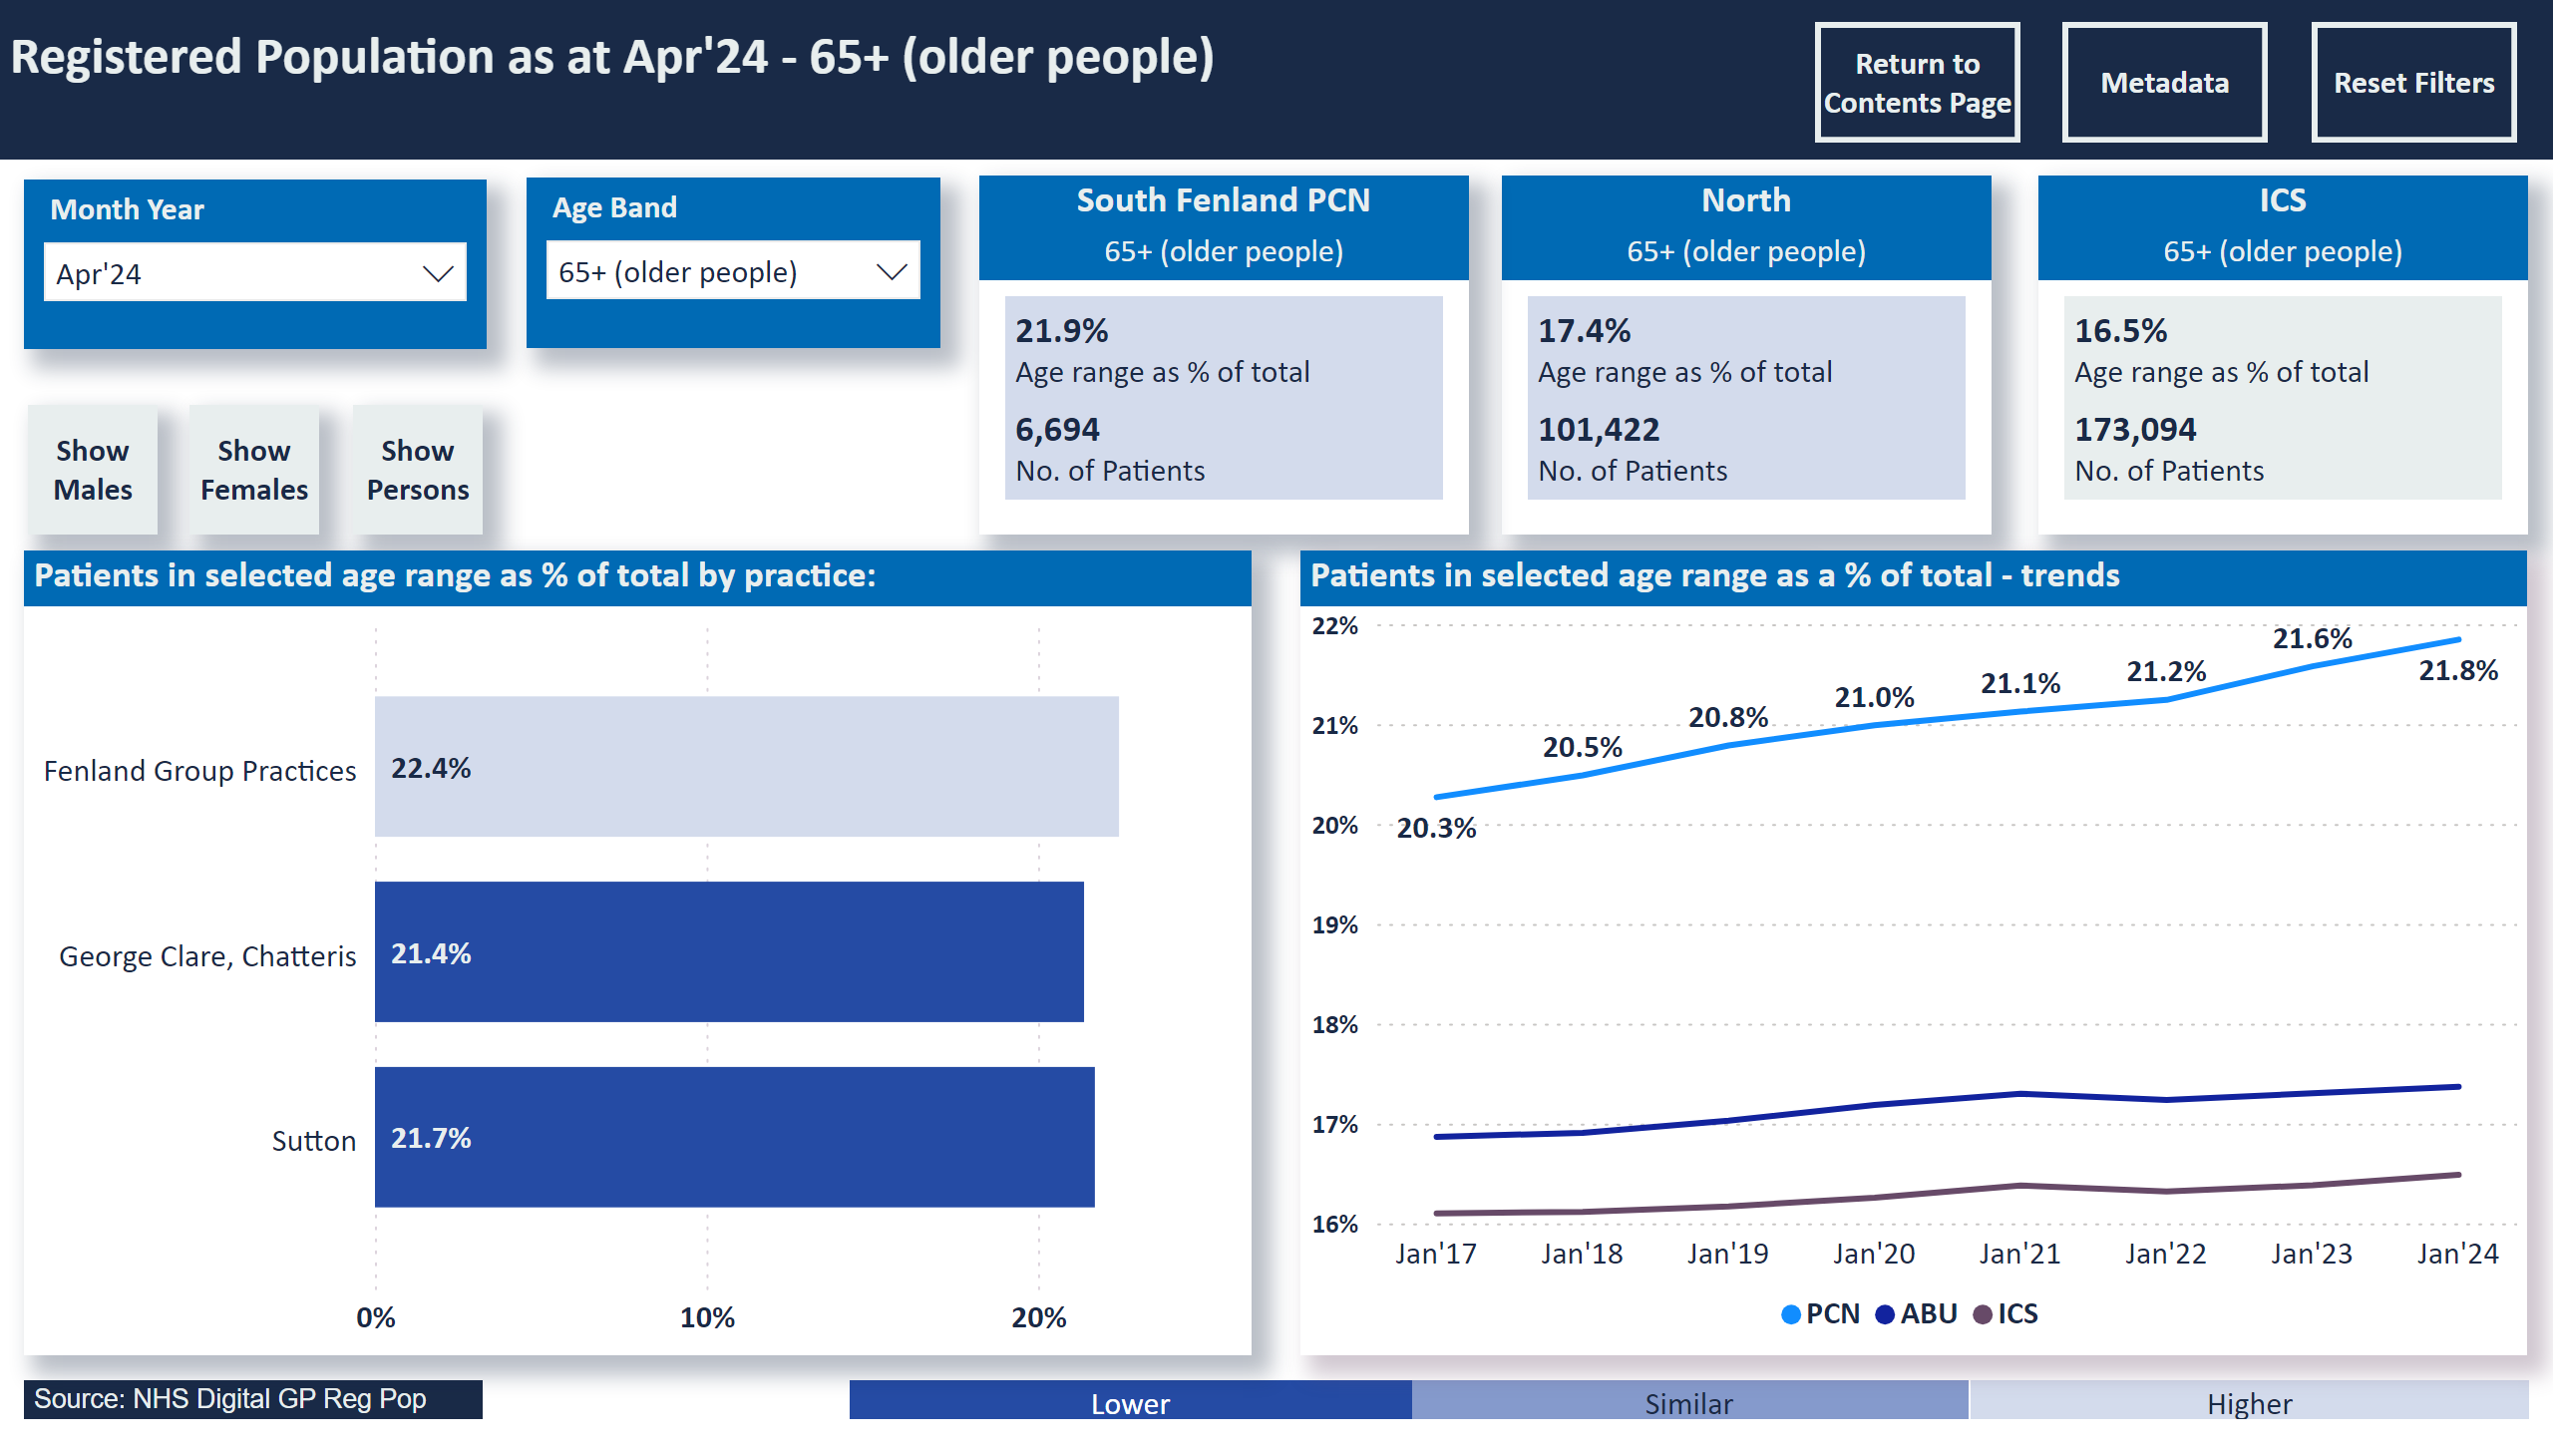 Registered Population as at Apr'24 - 65+ (older people)
Return to
Contents Page
Metadata
Reset Filters
Month Year
Apr'24
Age Band
65+ (older people)
South Fenland PCN
65+ (older people)
21.9%
Age range as % of total
6,694
No. of Patients
North
65+ (older people)
17.4%
Age range as % of total
101,422
No. of Patients
ICS
65+ (older people)
16.5%
Age range as % of total
173,094
No. of Patients
Show
Males
Show
Females
Show
Persons
Patients in selected age range as % of total by practice:
Fenland Group Practices
22.4%
George Clare, Chatteris
21.4%
Sutton
21.7%
0% 10% 20%
Patients in selected age range as a % of total - trends
22%
21%
20%
19%
18%
17%
16%
20.3%
20.5%
20.8%
21.0%
21.1%
21.2%
21.6%
21.8%
Jan'17 Jan'18 Jan'19 Jan'20 Jan'21 Jan'22 Jan'23 Jan'24
PCN ABU ICS
Source: NHS Digital GP Reg Pop
Lower Similar Higher